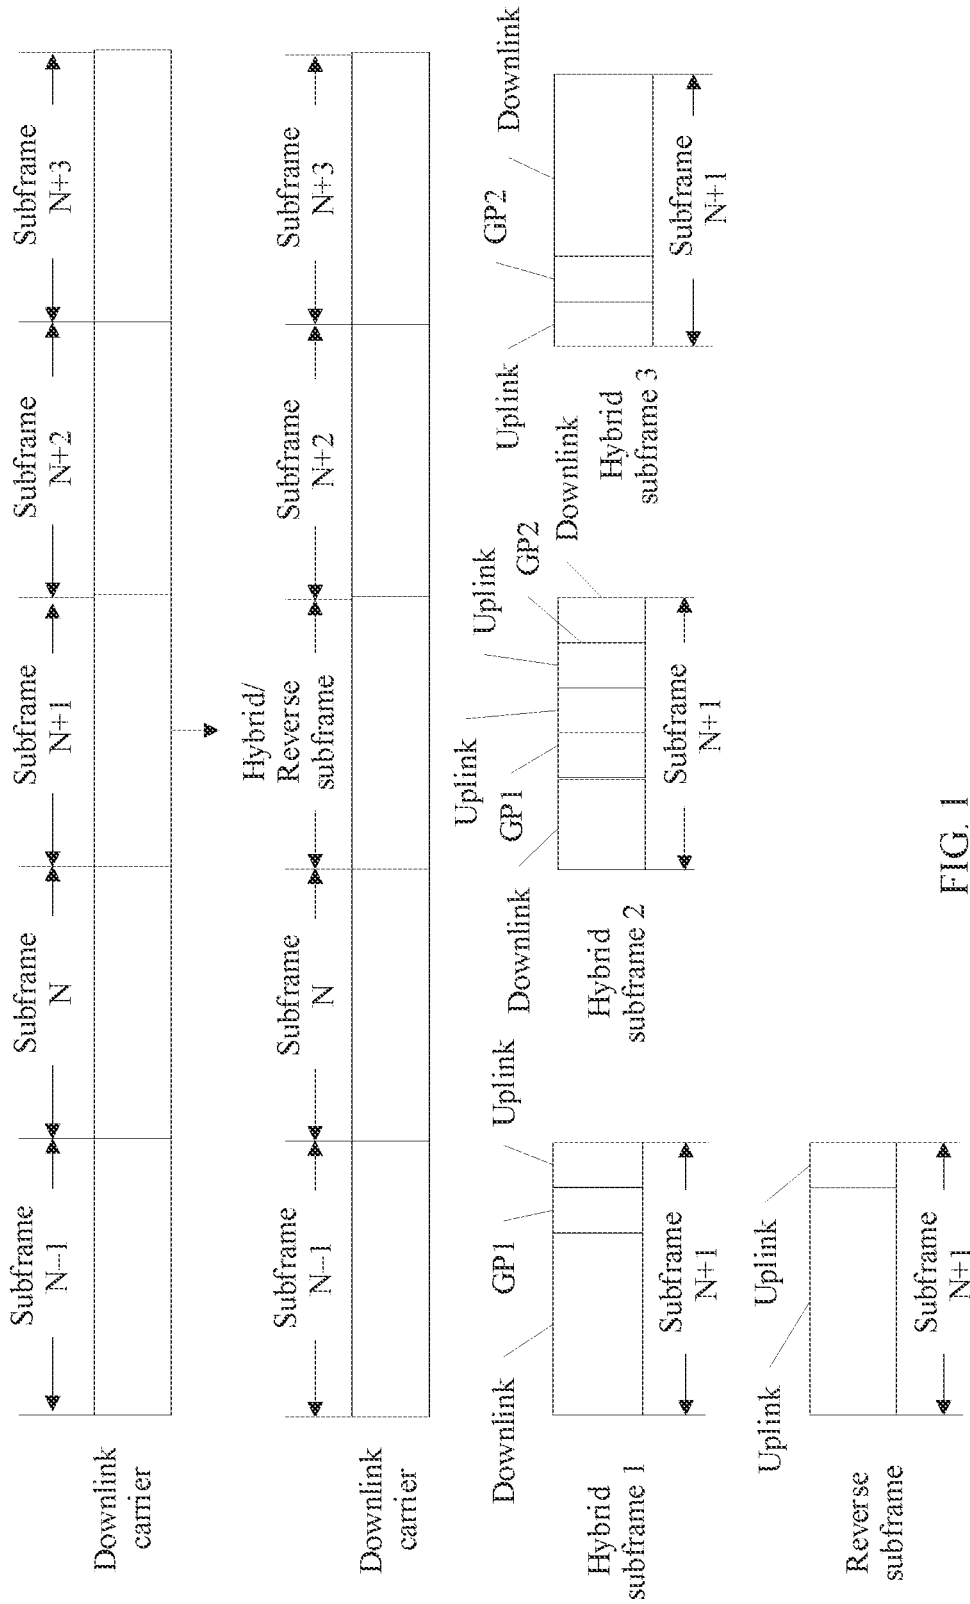 Subframe
N--1
Subframe
N
Subframe
N+1
Subframe
N+2
Subframe
N+3
Downlink
carrier
Subframe
N--1
Subframe
N
Hybrid/
Reverse
subframe
Subframe
N+2
Subframe
N+3
Downlink
carrier
Downlink
GP1
Uplink
Subframe
N+1
Hybrid
subframe 1
Downlink
GP1
Uplink
Uplink
GP2
Downlink
Subframe
N+1
Hybrid
subframe 2
Uplink
GP2
Downlink
Subframe
N+1
Hybrid
subframe 3
Uplink
Uplink
Subframe
N+1
Reverse
subframe
FIG. 1